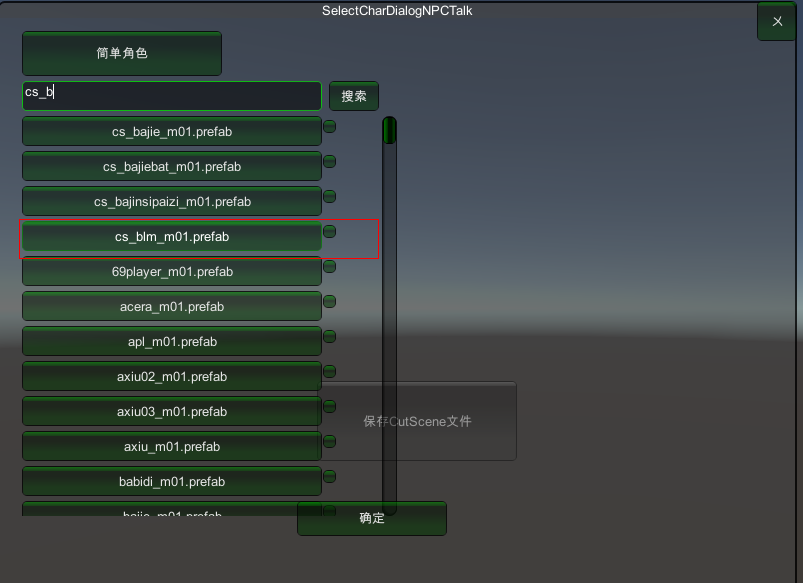 SelectCharDialogNPCTalk
X
简单角色
cs_b
搜索
cs_bajie_m01.prefab
cs_bajiebat_m01.prefab
cs_bajinsipaizi_m01.prefab
cs_blm_m01.prefab
69player_m01.prefab
acera_m01.prefab
apl_m01.prefab
axiu02_m01.prefab
axiu03_m01.prefab
保存CutScene文件
axiu_m01.prefab
babidi_m01.prefab
bajie_m01.prefab
确定